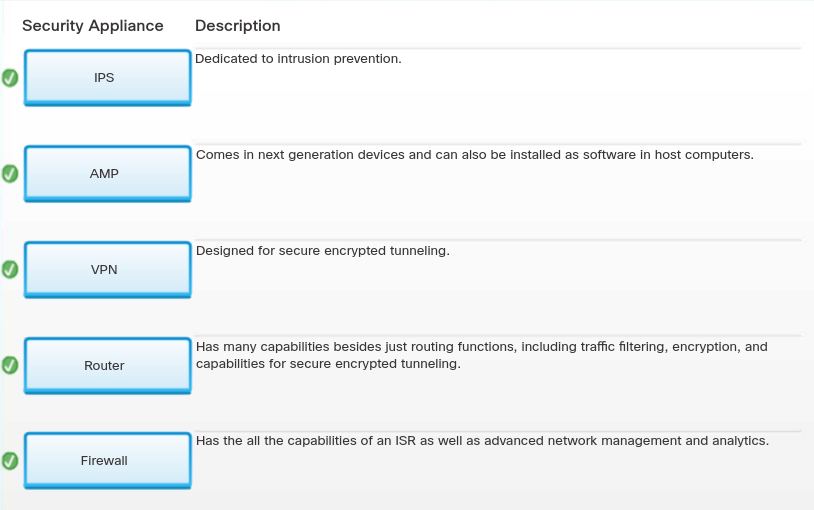 Security Appliance Description
IPS
Dedicated to intrusion prevention.
AMP
Comes in next generation devices and can also be installed as software in host computers.
VPN
Designed for secure encrypted tunneling.
Router
Has many capabilities besides just routing functions, including traffic filtering, encryption, and
capabilities for secure encrypted tunneling.
Firewall
Has the all the capabilities of an ISR as well as advanced network management and analytics.